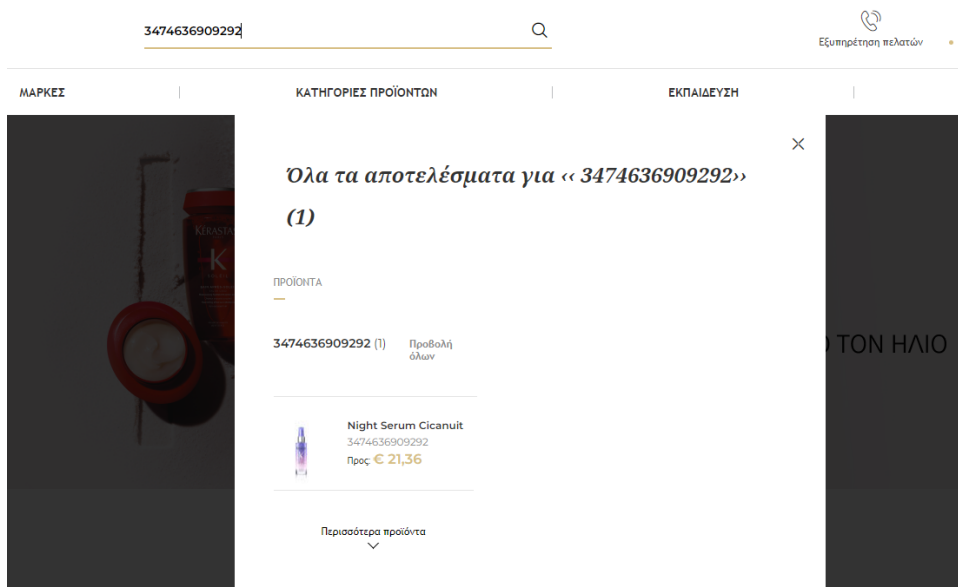 3474636909292
Εξυπηρέτηση πελατών
ΜΑΡΚΕΣ
ΚΑΤΗΓΟΡΙΕΣ ΠΡΟΪΟΝΤΩΝ
ΕΚΠΑΙΔΕΥΣΗ
Όλα τα αποτελέσματα για ‹‹ 3474636909292››
(1)
KÉRASTAS
K
ΠΡΟΪΟΝΤΑ
3474636909292 (1)
Προβολή
όλων
ΤΟΝ ΗΛΙΟ
Night Serum Cicanuit
3474636909292
Προς: € 21,36
Περισσότερα προϊόντα